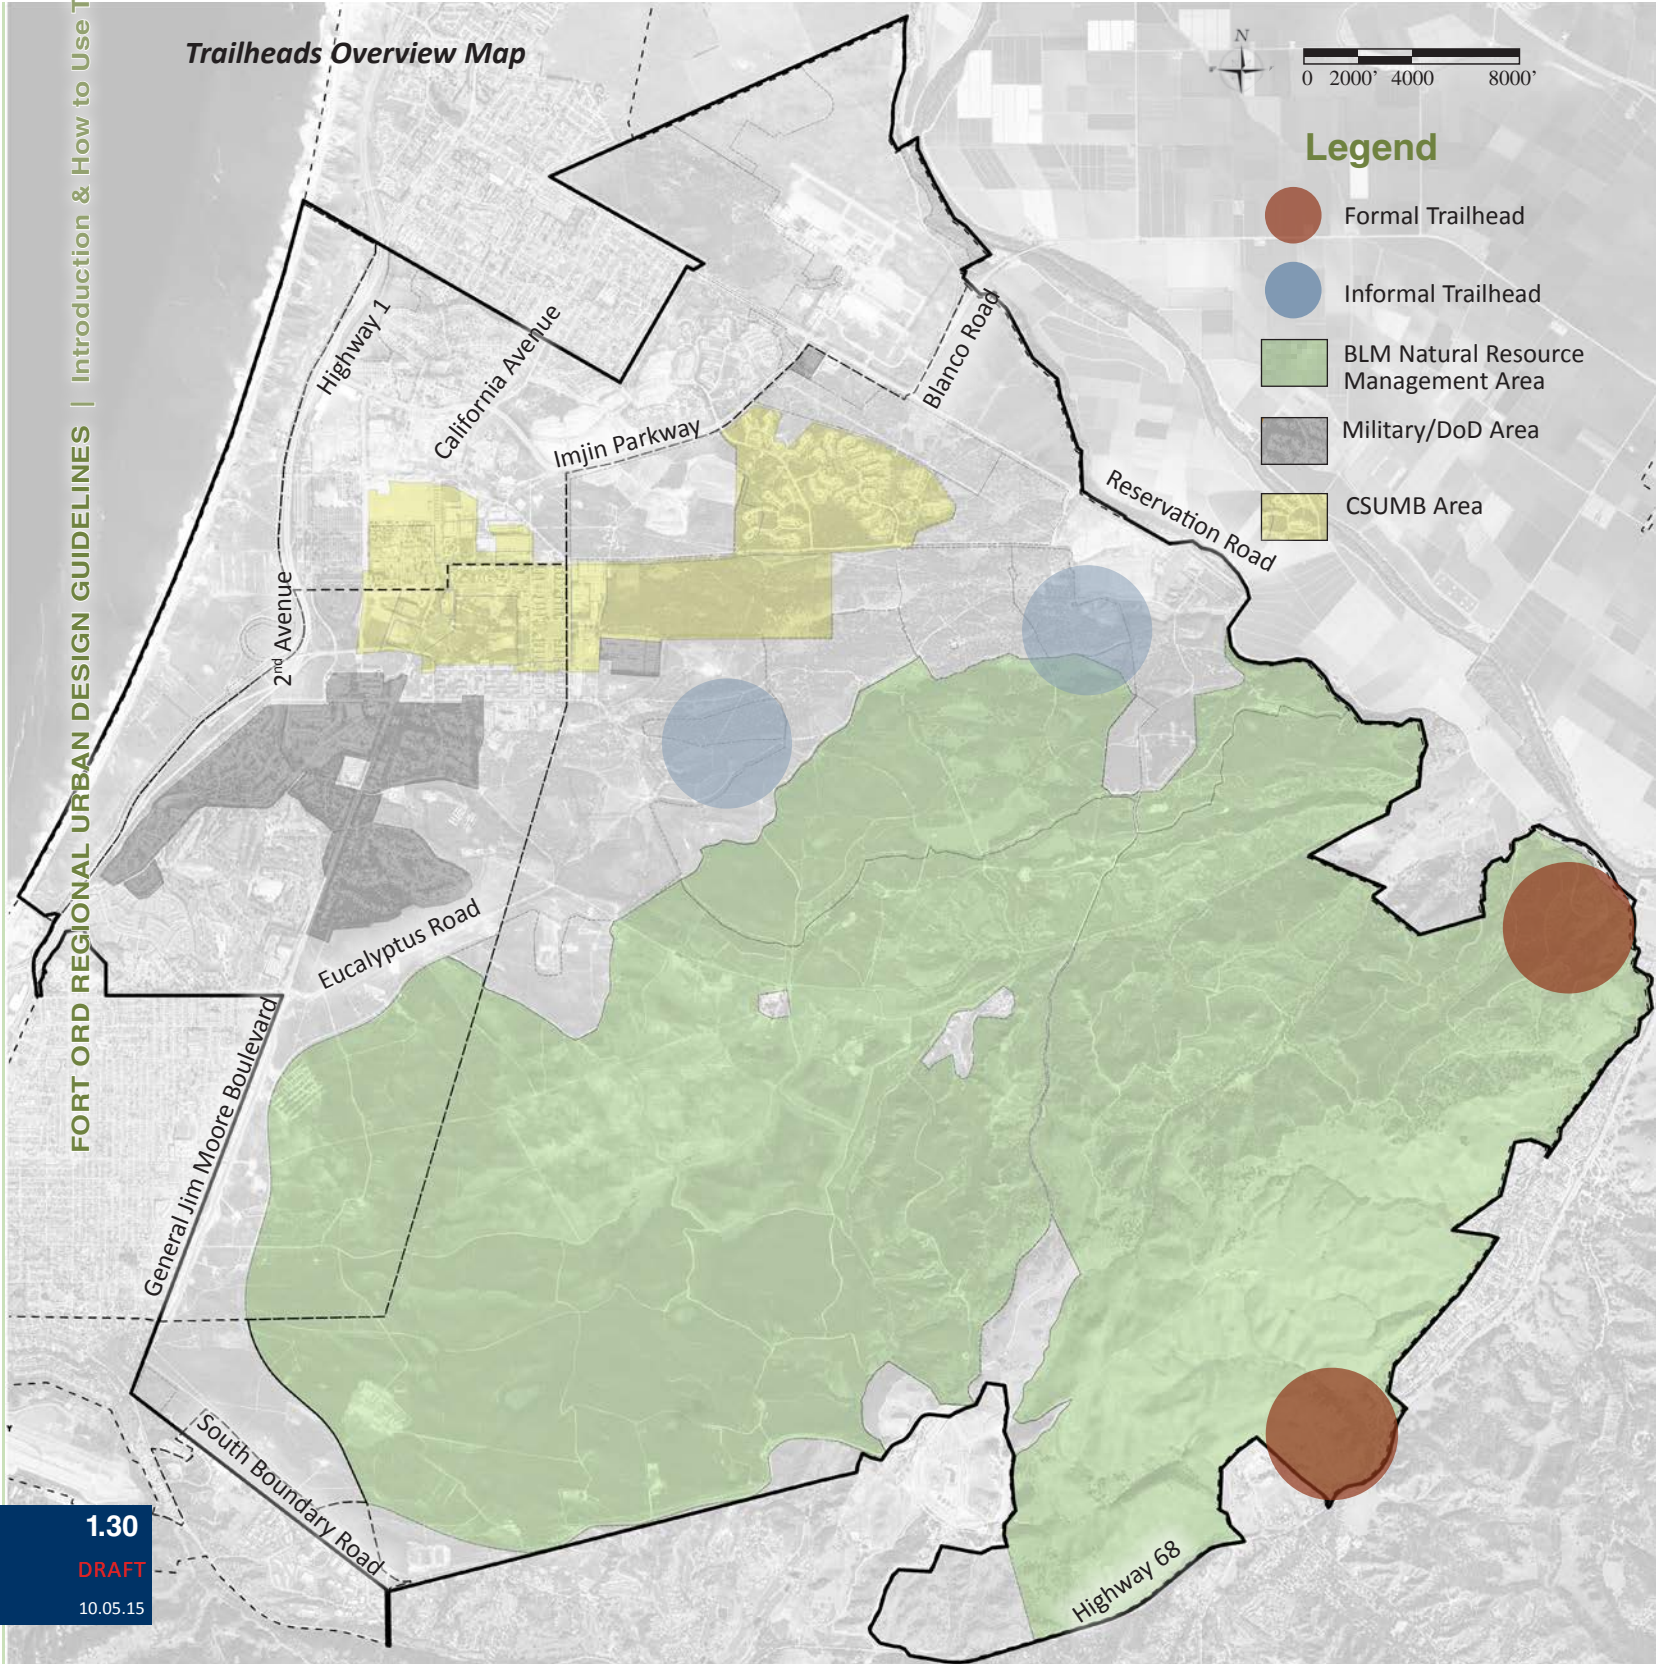 Trailheads Overview Map
N
0 2000' 4000 8000'
Legend
Formal Trailhead
Informal Trailhead
BLM Natural Resource
Management Area
Military/DoD Area
CSUMB Area
Highway 1
California Avenue
Imjin Parkway
Blanco Road
Reservation Road
2nd Avenue
Eucalyptus Road
General Jim Moore Boulevard
South Boundary Road
Highway 68
FORT ORD REGIONAL URBAN DESIGN GUIDELINES | Introduction & How to Use
1.30
DRAFT
10.05.15